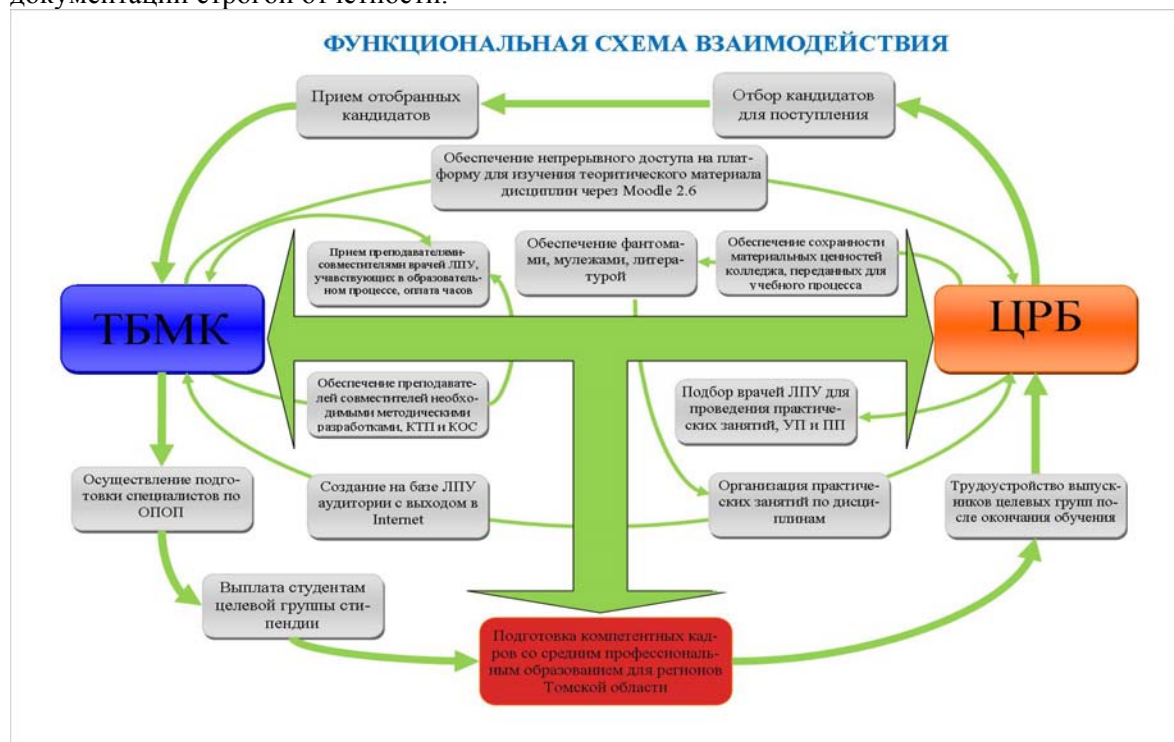 документации строгой отчетности.
ФУНКЦИОНАЛЬНАЯ СХЕМА ВЗАИМОДЕЙСТВИЯ
Прием отобранных
кандидатов
Отбор кандидатов
для поступления
Обеспечение непрерывного доступа на плат-
форму для изучения теоритического материала
дисциплин через Moodle 2.6
Прием преподавателями-
совместителями врачей ЛПУ,
учавствующих в образователь-
ном процессе, оплата часов
Обеспечение фантома-
ми, мулежами, литера-
турой
Обеспечение сохранности
материальных ценностей
колледжа, переданных для
учебного процесса
ТБМК
ЦРБ
Обеспечение преподавате-
лей совместителей необхо-
димыми методическими
разработками, КТП и КОС
Подбор врачей ЛПУ для
проведения практиче-
ских занятий, УП и ПП
Осуществление подго-
товки специалистов по
ОПОП
Создание на базе ЛПУ
аудитории с выходом в
Internet
Организация практиче-
ских занятий по дисци-
плинам
Трудоустройство выпуск-
ников целевых групп по-
сле окончания обучения
Выплата студентам
целевой группы сти-
пендии
Подготовка компетентных кад-
ров со средним профессиональ-
ным образованием для регионов
Томской области